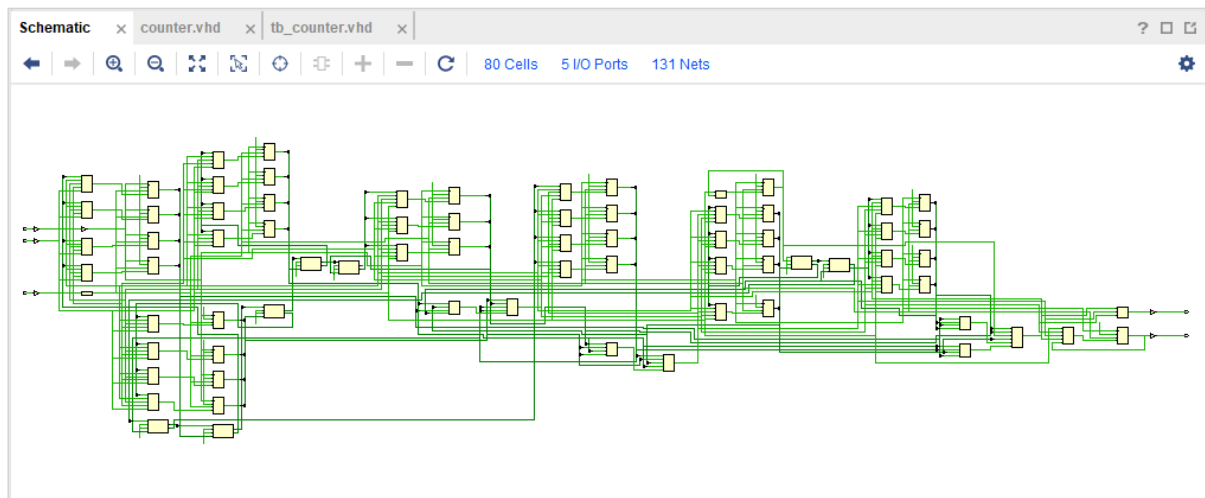 Schematic × counter.vhd × tb_counter.vhd × ?
80 Cells 5 I/O Ports 131 Nets